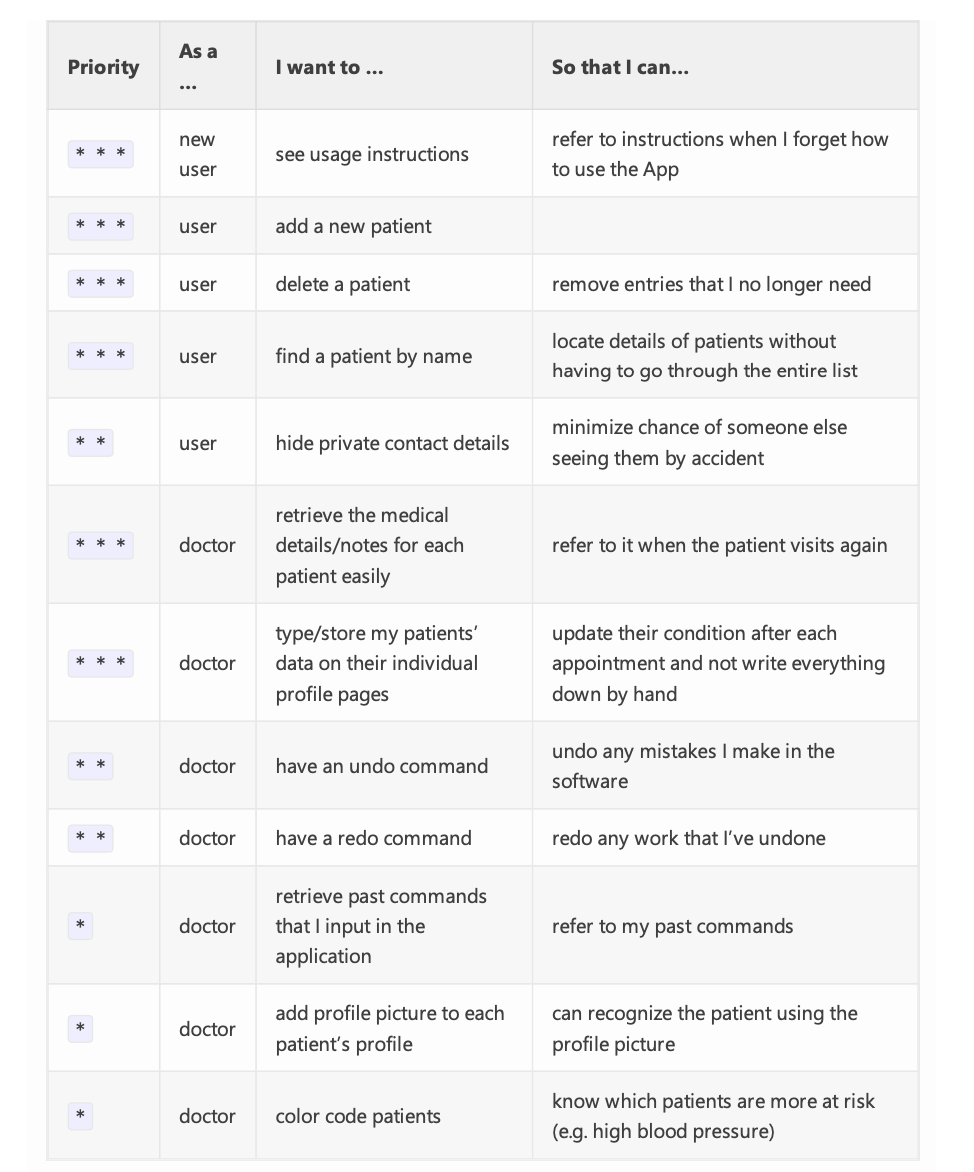 Priority As a ... I want to ... So that I can...
* * * new user see usage instructions refer to instructions when I forget how to use the App
* * * user add a new patient
* * * user delete a patient remove entries that I no longer need
* * * user find a patient by name locate details of patients without having to go through the entire list
* * user hide private contact details minimize chance of someone else seeing them by accident
* * * doctor retrieve the medical details/notes for each patient easily refer to it when the patient visits again
* * * doctor type/store my patients’ data on their individual profile pages update their condition after each appointment and not write everything down by hand
* * doctor have an undo command undo any mistakes I make in the software
* * doctor have a redo command redo any work that I’ve undone
* doctor retrieve past commands that I input in the application refer to my past commands
* doctor add profile picture to each patient’s profile can recognize the patient using the profile picture
* doctor color code patients know which patients are more at risk (e.g. high blood pressure)